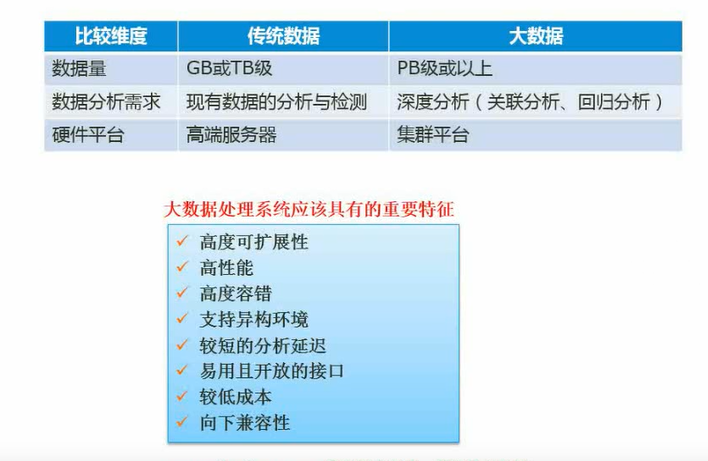 比较维度 传统数据 大数据
数据量 GB或TB级 PB级或以上
数据分析需求 现有数据的分析与检测 深度分析（关联分析、回归分析）
硬件平台 高端服务器 集群平台
大数据处理系统应该具有的重要特征
高度可扩展性
高性能
高度容错
支持异构环境
较短的分析延迟
易用且开放的接口
较低成本
向下兼容性